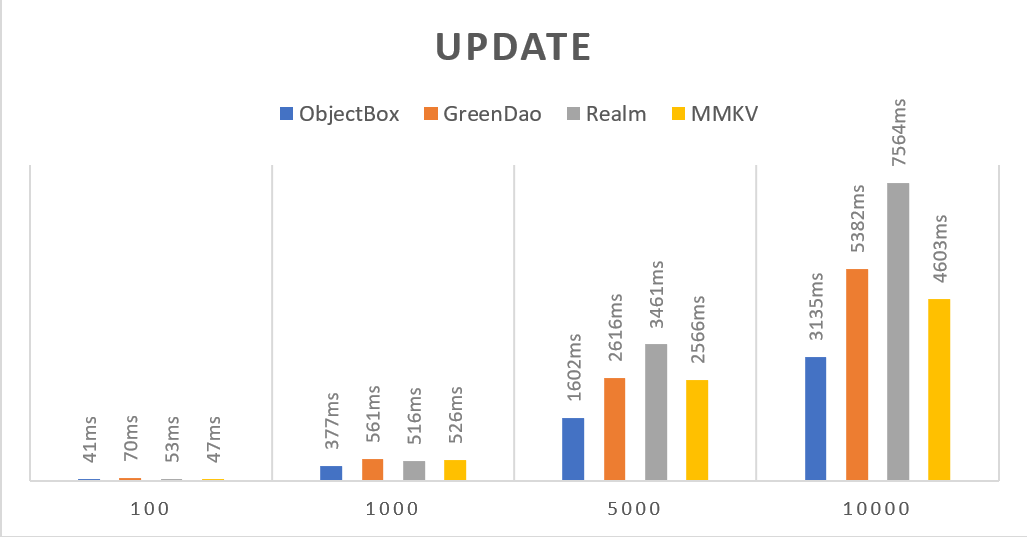 UPDATE
ObjectBox GreenDao Realm MMKV
41ms 70ms 53ms 47ms
377ms 561ms 516ms 526ms
1602ms 2616ms 3461ms 2566ms
3135ms 5382ms 7564ms 4603ms
100 1000 5000 10000